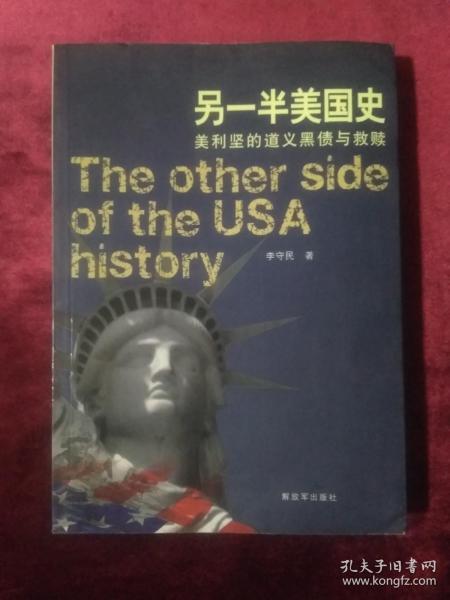 另一半美国史
美利坚的道义黑债与救赎
The other side
of the USA
history
李守民 著
解放军出版社
孔夫子旧书网
www.kongfz.com